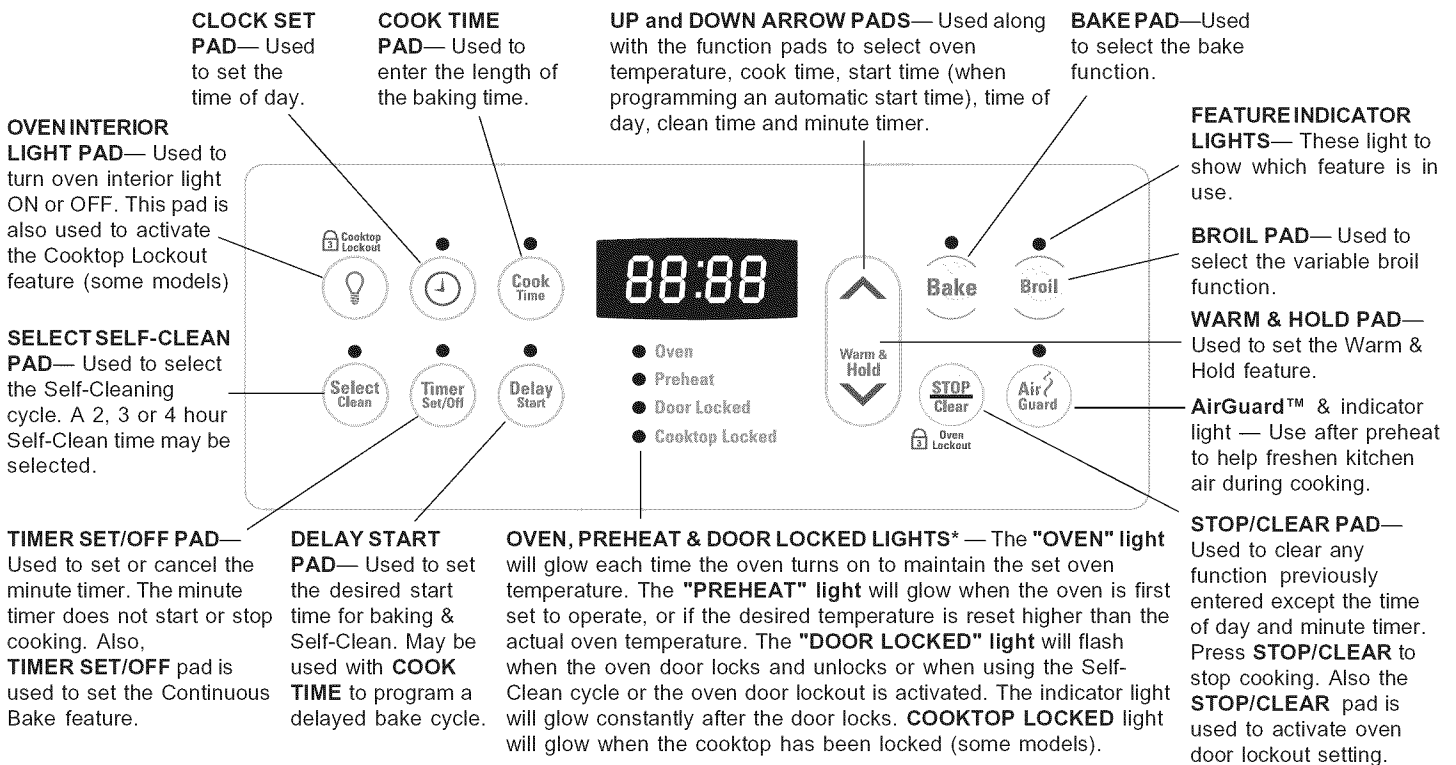 CLOCK SET
PAD— Used
to set the
time of day.
COOK TIME
PAD— Used to
enter the length of
the baking time.
UP and DOWN ARROW PADS— Used along
with the function pads to select oven
temperature, cook time, start time (when
programming an automatic start time), time of
day, clean time and minute timer.
BAKE PAD—Used
to select the bake
function.
OVEN INTERIOR
LIGHT PAD— Used to
turn oven interior light
ON or OFF. This pad is
also used to activate
the Cooktop Lockout
feature (some models)
SELECT SELF-CLEAN
PAD— Used to select
the Self-Cleaning
cycle. A 2, 3 or 4 hour
Self-Clean time may be
selected.
3 Cooktop
Lockout
Cook
Time
88:88
Bake
Broil
Select
Clean
Timer
Set/Off
Delay
Start
Oven
Preheat
Door Locked
Cooktop Locked
Warm &
Hold
STOP
Clear
3 Oven
Lockout
Air
Guard
FEATURE INDICATOR
LIGHTS— These light to
show which feature is in
use.
BROIL PAD— Used to
select the variable broil
function.
WARM & HOLD PAD—
Used to set the Warm &
Hold feature.
AirGuard™ & indicator
light — Use after preheat
to help freshen kitchen
air during cooking.
TIMER SET/OFF PAD—
Used to set or cancel the
minute timer. The minute
timer does not start or stop
cooking. Also,
TIMER SET/OFF pad is
used to set the Continuous
Bake feature.
DELAY START
PAD— Used to set
the desired start
time for baking &
Self-Clean. May be
used with COOK
TIME to program a
delayed bake cycle.
OVEN, PREHEAT & DOOR LOCKED LIGHTS* — The "OVEN" light
will glow each time the oven turns on to maintain the set oven
temperature. The "PREHEAT" light will glow when the oven is first
set to operate, or if the desired temperature is reset higher than the
actual oven temperature. The "DOOR LOCKED" light will flash
when the oven door locks and unlocks or when using the Self-
Clean cycle or the oven door lockout is activated. The indicator light
will glow constantly after the door locks. COOKTOP LOCKED light
will glow when the cooktop has been locked (some models).
STOP/CLEAR PAD—
Used to clear any
function previously
entered except the time
of day and minute timer.
Press STOP/CLEAR to
stop cooking. Also the
STOP/CLEAR pad is
used to activate oven
door lockout setting.